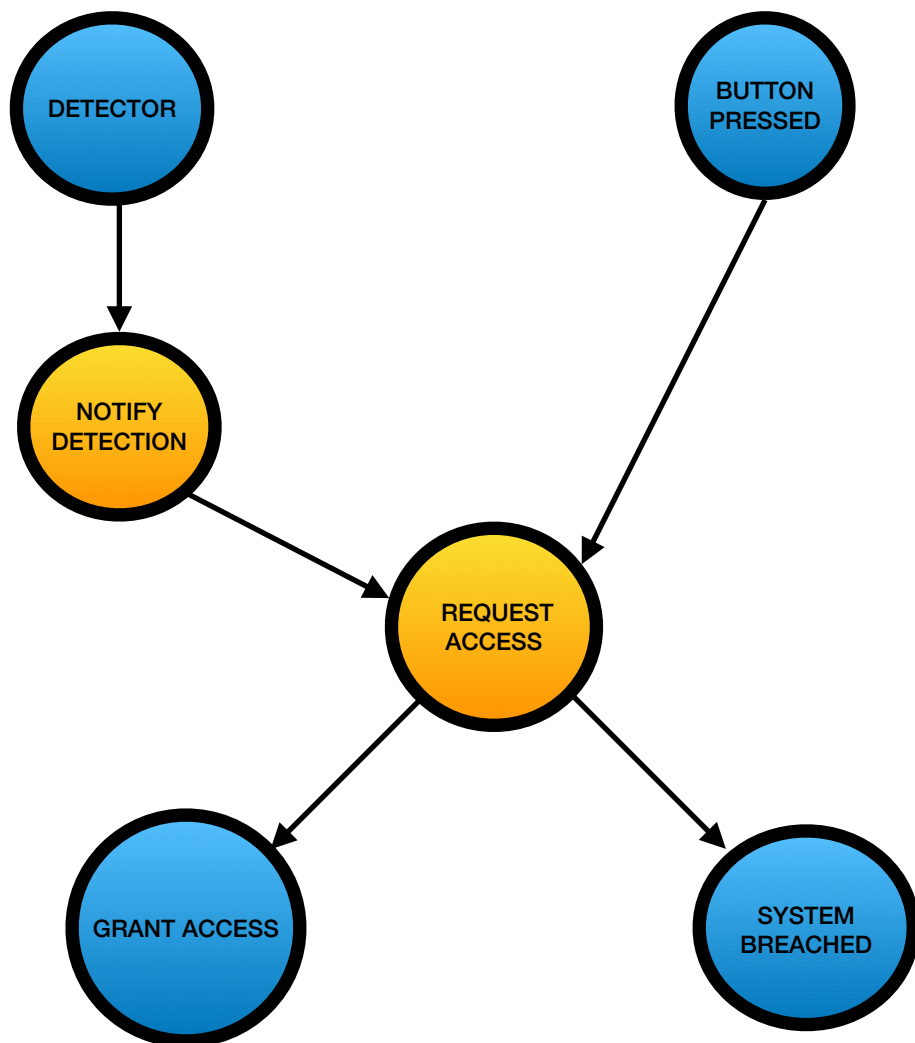 DETECTOR
BUTTON
PRESSED
NOTIFY
DETECTION
REQUEST
ACCESS
GRANT ACCESS
SYSTEM
BREACHED